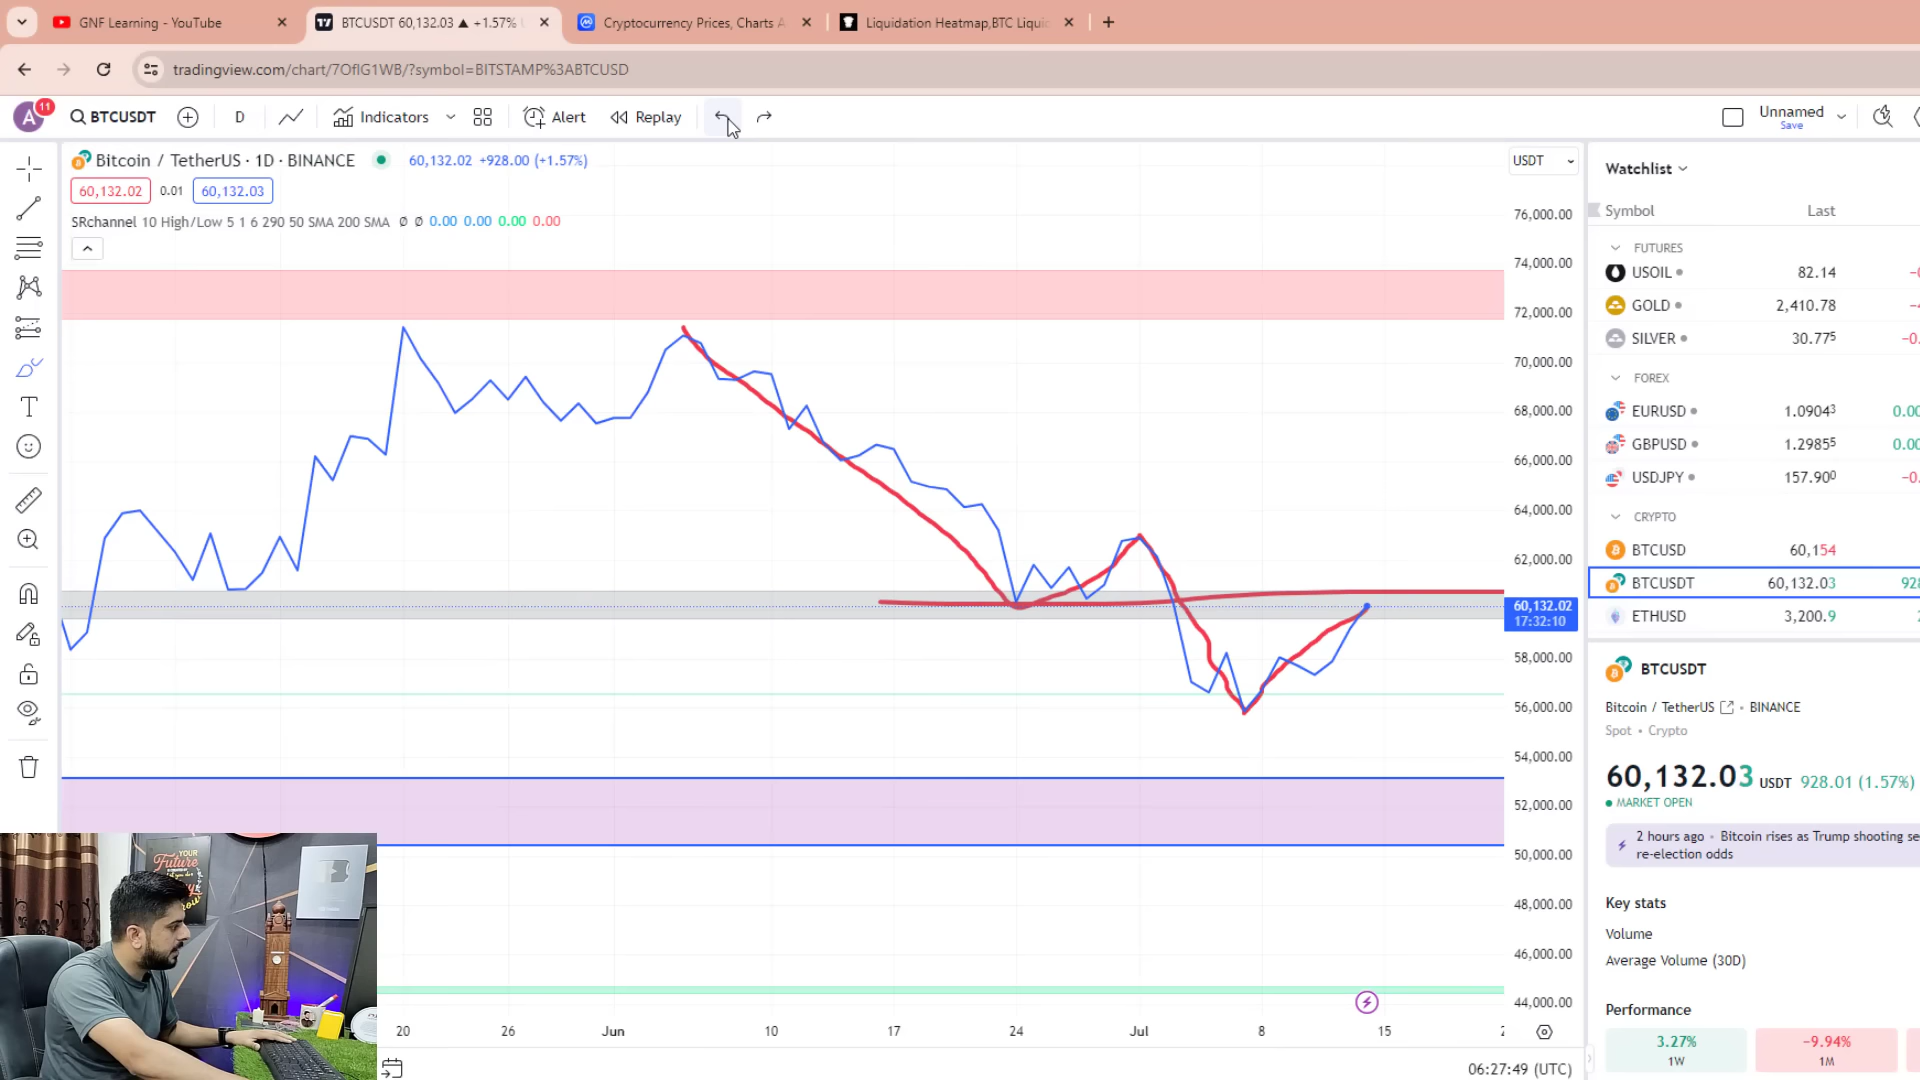 GNF Learning - YouTube
BTCUSDT 60,132.03 ▲ +1.57%
Cryptocurrency Prices, Charts
Liquidation Heatmap,BTC
tradingview.com/chart/7OflG1WB/?symbol=BITSTAMP%3ABTCUSD
A 11
BTCUSDT
D
Indicators
Alert
Replay
Unnamed
Save
Bitcoin / TetherUS · 1D · BINANCE
60,132.02 +928.00 (+1.57%)
60,132.02 0.01 60,132.03
SRchannel 10 High/Low 5 1 6 290 50 SMA 200 SMA ∅ ∅ 0.00 0.00 0.00 0.00
USDT
76,000.00
74,000.00
72,000.00
70,000.00
68,000.00
66,000.00
64,000.00
62,000.00
60,132.02
17:32:10
58,000.00
56,000.00
54,000.00
52,000.00
50,000.00
48,000.00
46,000.00
44,000.00
20 26 Jun 10 17 24 Jul 8 15 2
06:27:49 (UTC)
Watchlist
Symbol Last
FUTURES
USOIL 82.14
GOLD 2,410.78
SILVER 30.775
FOREX
EURUSD 1.09043 0.00
GBPUSD 1.29855 0.00
USDJPY 157.900 −0.
CRYPTO
BTCUSD 60,154
BTCUSDT 60,132.03 928
ETHUSD 3,200.9
BTCUSDT
Bitcoin / TetherUS • BINANCE
Spot • Crypto
60,132.03 USDT 928.01 (1.57%)
MARKET OPEN
2 hours ago • Bitcoin rises as Trump shooting
re-election odds
Key stats
Volume
Average Volume (30D)
Performance
3.27%
1W
−9.94%
1M
YOUR
Future